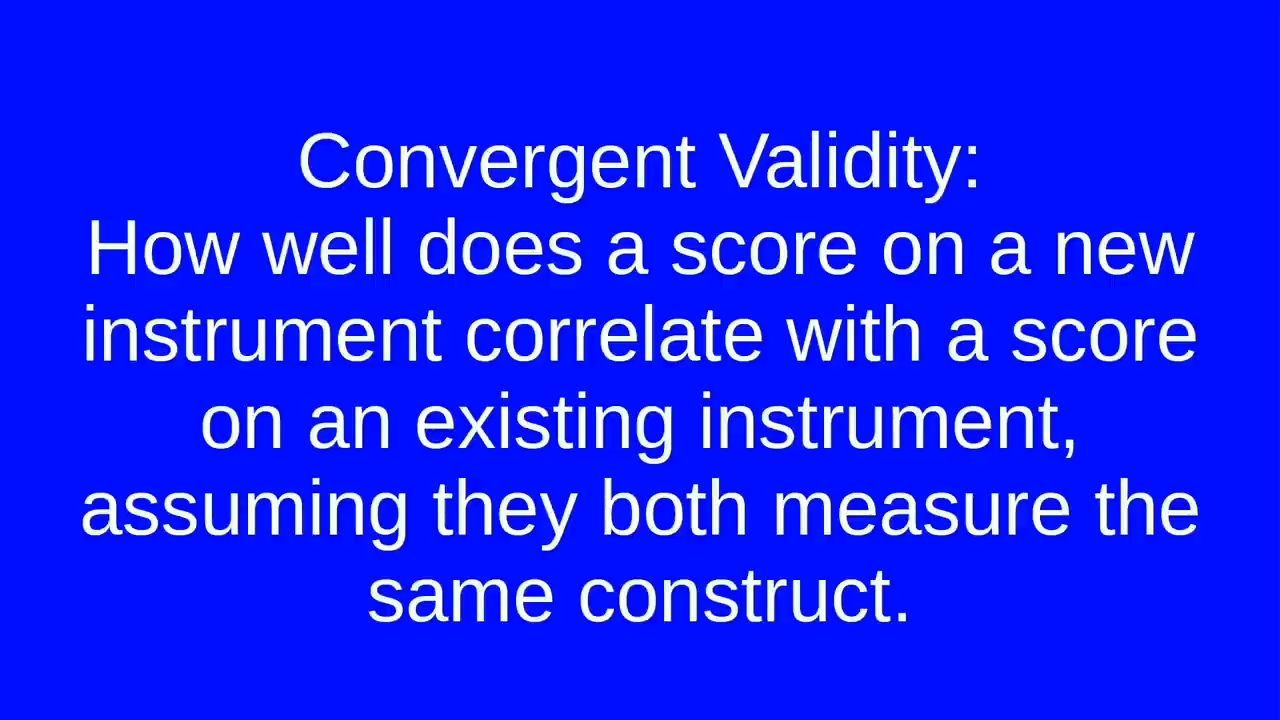 Convergent Validity:
How well does a score on a new
instrument correlate with a score
on an existing instrument,
assuming they both measure the
same construct.